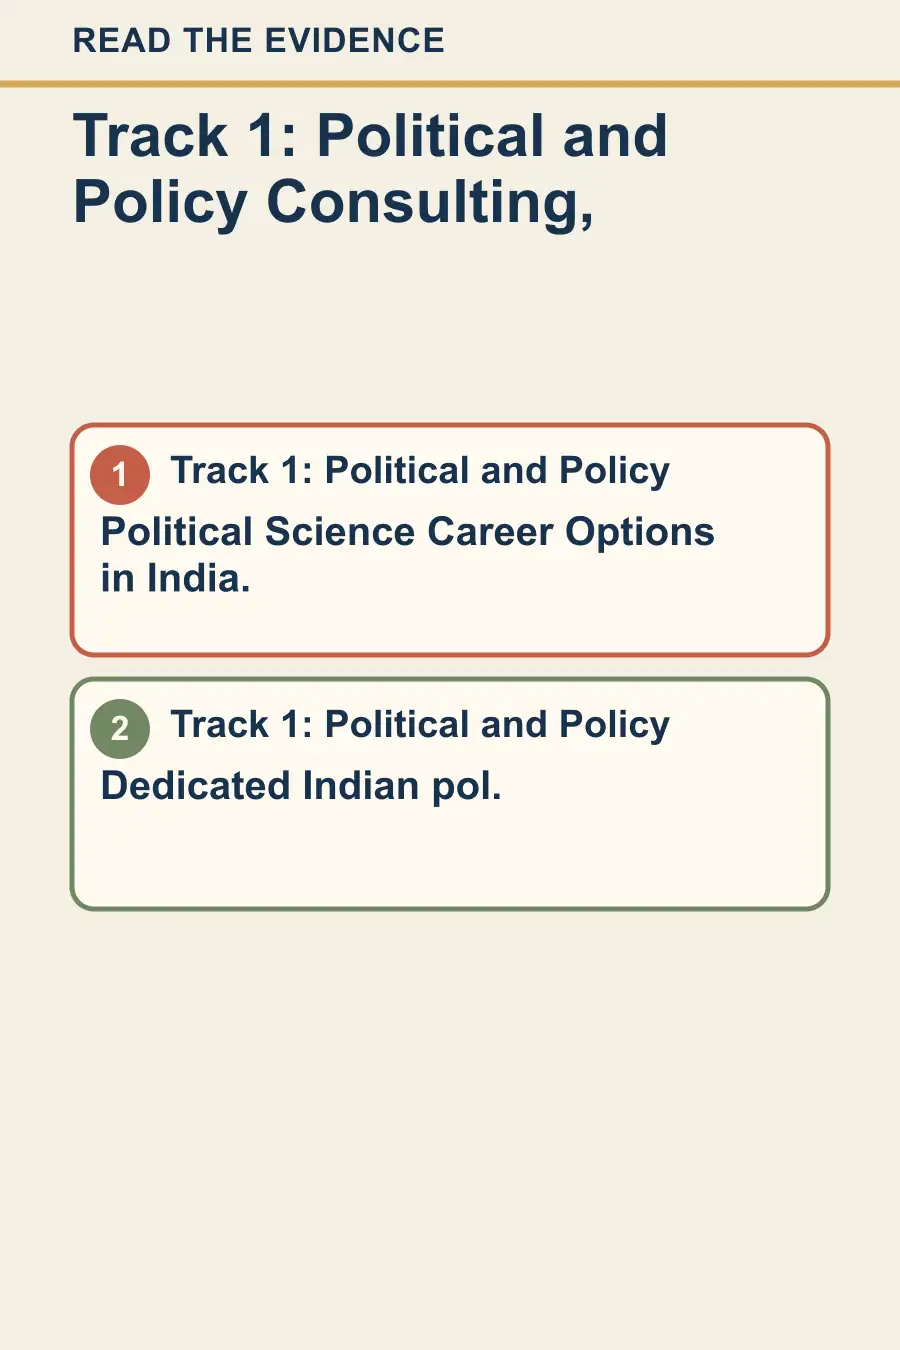 READ THE EVIDENCE
Track 1: Political and
Policy Consulting,
1 Track 1: Political and Policy
Political Science Career Options
in India.
2 Track 1: Political and Policy
Dedicated Indian pol.